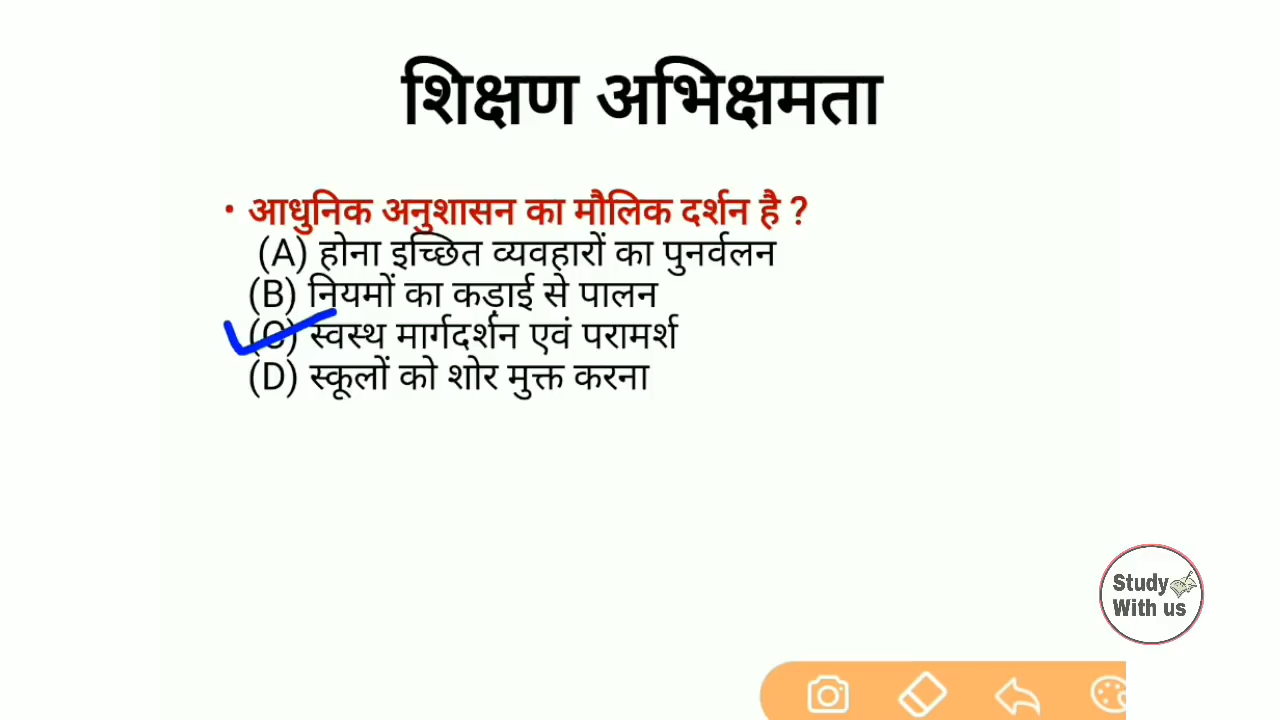 शिक्षण अभिक्षमता
• आधुनिक अनुशासन का मौलिक दर्शन है ?
(A) होना इच्छित व्यवहारों का पुनर्वलन
(B) नियमों का कड़ाई से पालन
(C) स्वस्थ मार्गदर्शन एवं परामर्श
(D) स्कूलों को शोर मुक्त करना
Study
With us